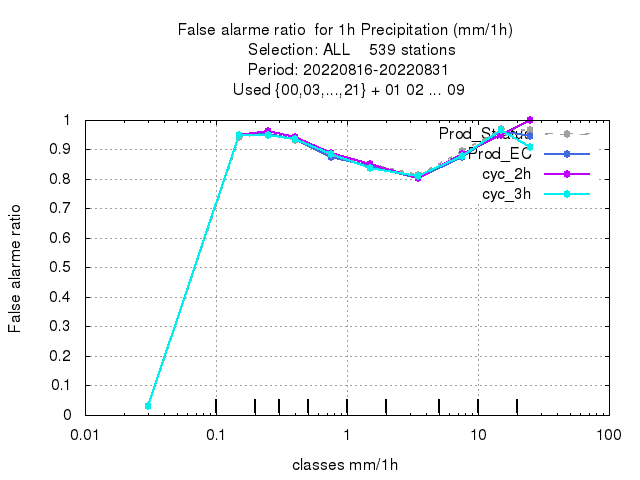 False alarme ratio  for 1h Precipitation (mm/1h)
Selection: ALL    539 stations
Period: 20220816-20220831
Used {00,03,...,21} + 01 02 ... 09
1
0.9
0.8
0.7
0.6
0.5
0.4
0.3
0.2
0.1
0
False alarme ratio
Prod_Status
Prod_EC
cyc_2h
cyc_3h
0.01
0.1
1
10
100
classes mm/1h